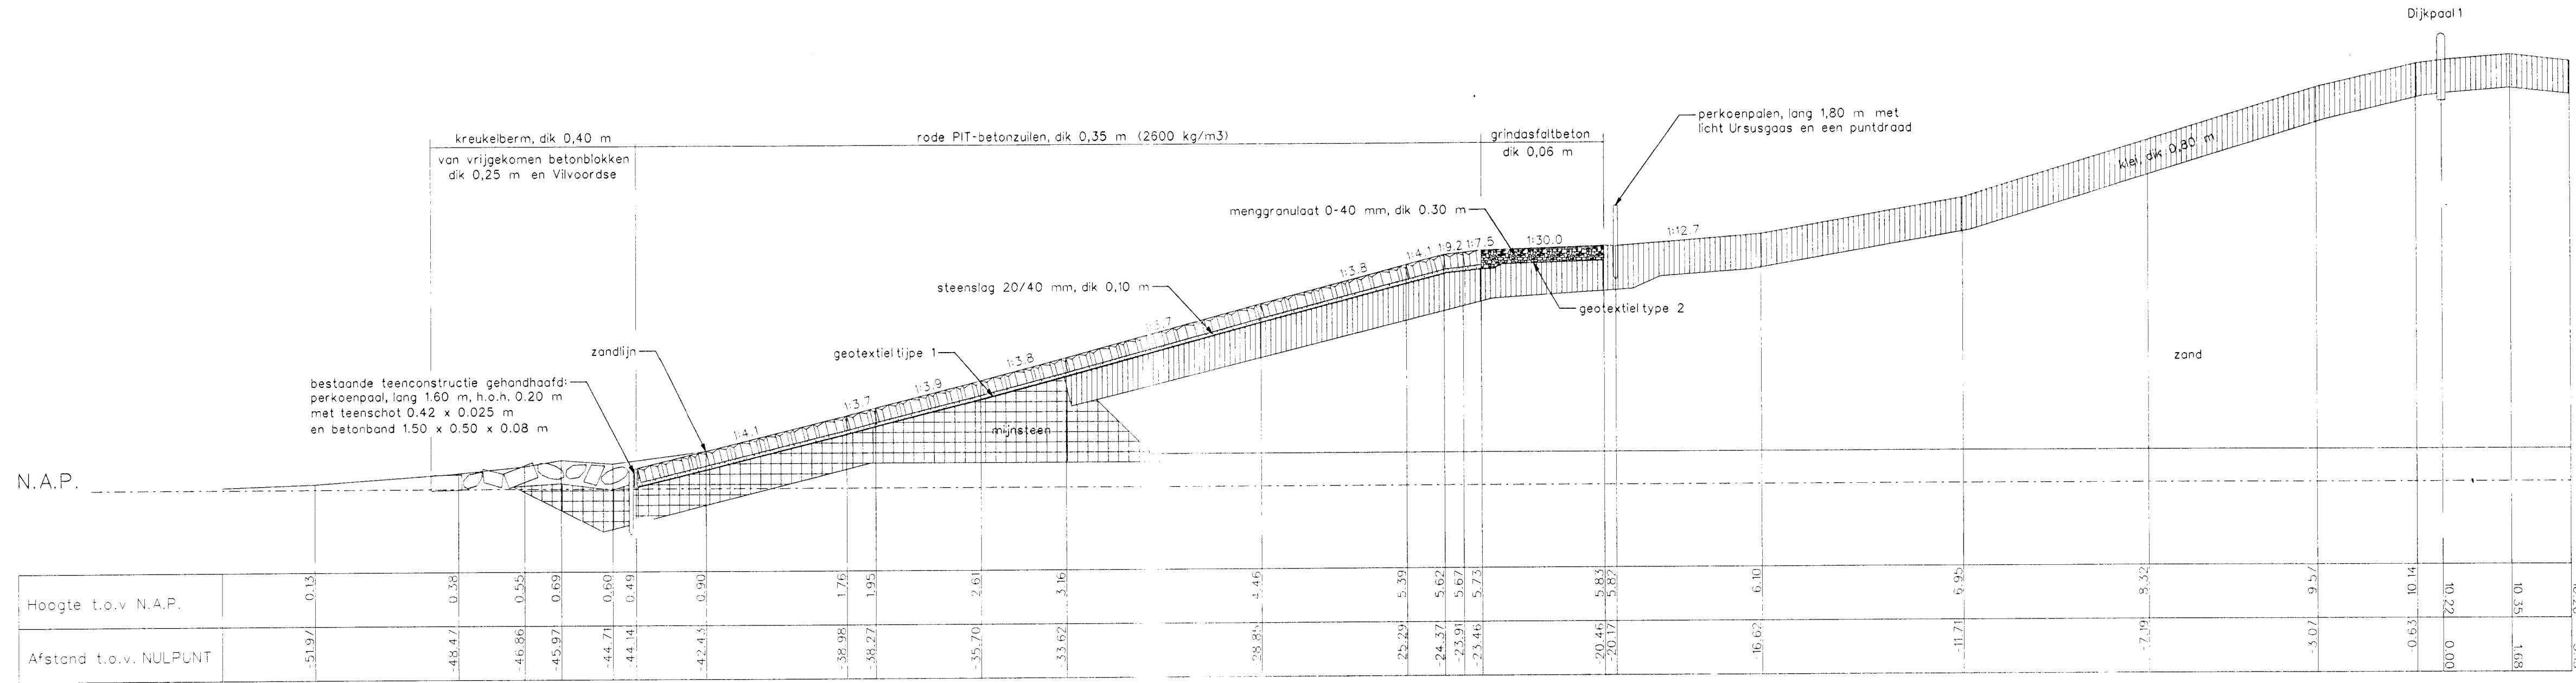 Dijkpaal 1
perkoenpalen, lang 1,80 m met
licht Ursusgaas en een puntdraad
kreukelberm, dik 0,40 m
rode PIT-betonzuilen, dik 0,35 m (2600 kg/m3)
grindasfaltbeton
van vrijgekomen betonblokken
dik 0,25 m en Vilvoordse
dik 0,06 m
klei, dik 0,80 m
menggranulaat 0-40 mm, dik 0.30 m
1:4.1 1:9.2 1:7.5 1:30.0 1:12.7
1:3.8
steenslag 20/40 mm, dik 0,10 m
geotextiel type 2
zandlijn
geotextiel tijpe 1
1:3.8
zand
bestaande teenconstructie gehandhaafd:
perkoenpaal, lang 1.60 m, h.o.h. 0.20 m
met teenschot 0.42 x 0.025 m
en betonband 1.50 x 0.50 x 0.08 m
1:3.9
1:3.7
1:4.1
mijnsteen
N.A.P.
Hoogte t.o.v N.A.P. 0.13 0.38 0.55 0.69 0.60 0.49 0.90 1.76 1.95 2.61 3.16 4.46 5.39 5.62 5.67 5.73 5.83 5.82 6.10 6.95 8.32 9.57 10.14 10.22 10.35
Afstand t.o.v. NULPUNT -51.97 -48.47 -46.86 -45.97 -44.71 -44.14 -42.43 -38.98 -38.27 -35.70 -33.62 -25.29 -24.37 -23.91 -23.46 -20.46 -20.17 -16.62 -11.71 -7.19 -3.07 -0.63 0.00 1.68